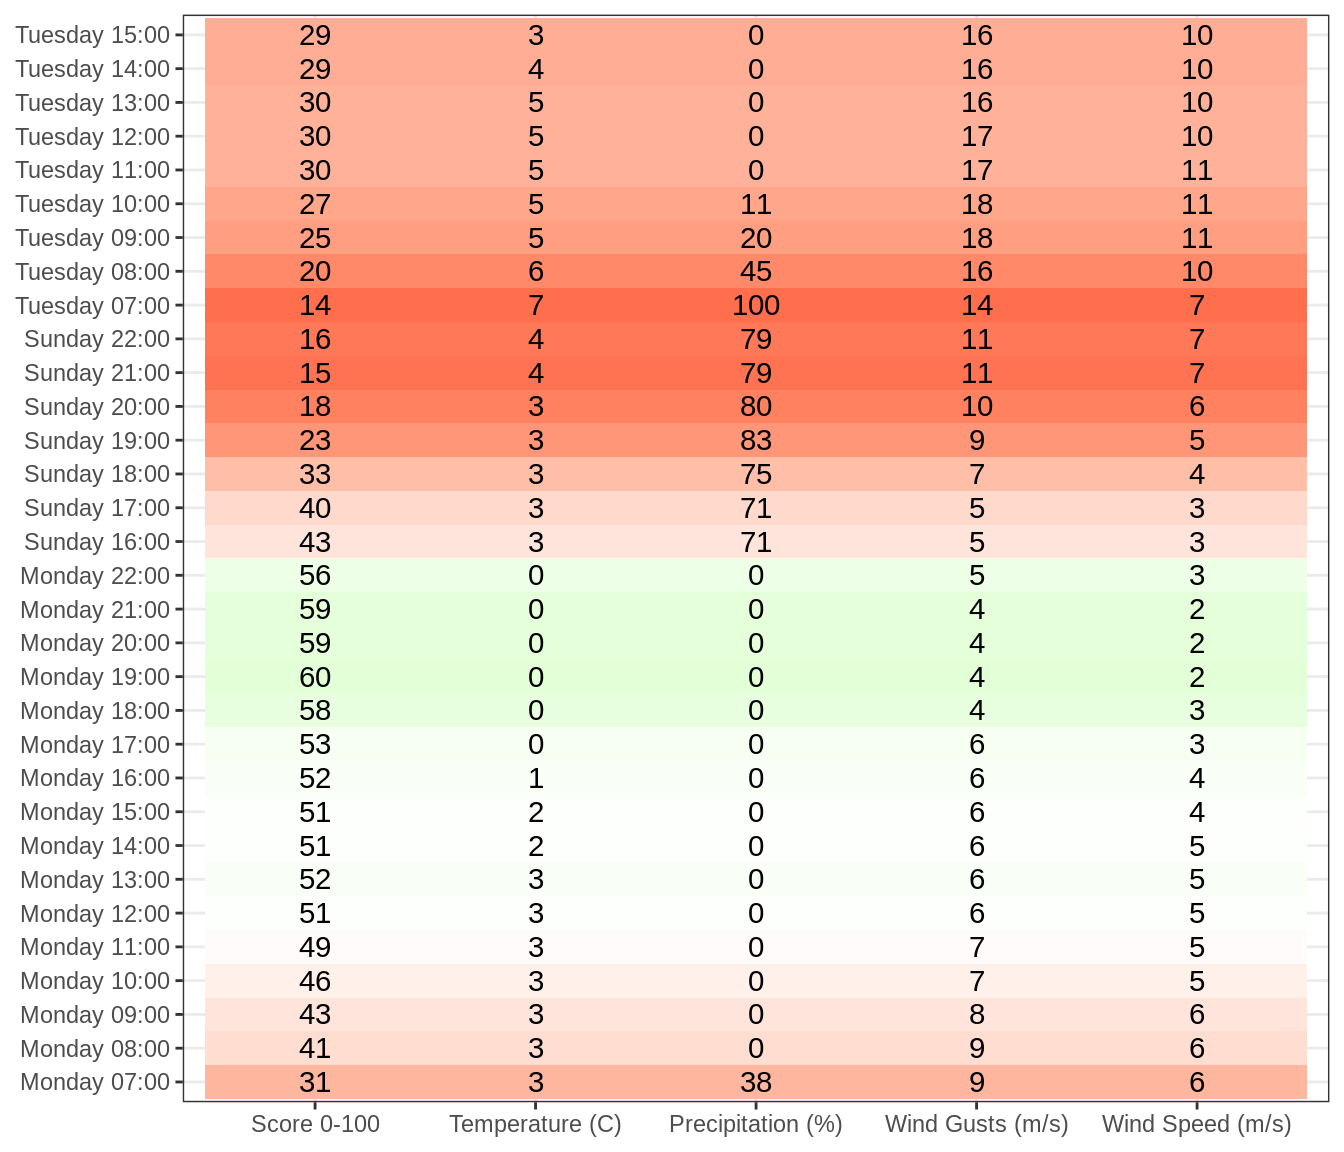 Tuesday 15:00 29 3 0 16 10
Tuesday 14:00 29 4 0 16 10
Tuesday 13:00 30 5 0 16 10
Tuesday 12:00 30 5 0 17 10
Tuesday 11:00 30 5 0 17 11
Tuesday 10:00 27 5 11 18 11
Tuesday 09:00 25 5 20 18 11
Tuesday 08:00 20 6 45 16 10
Tuesday 07:00 14 7 100 14 7
Sunday 22:00 16 4 79 11 7
Sunday 21:00 15 4 79 11 7
Sunday 20:00 18 3 80 10 6
Sunday 19:00 23 3 83 9 5
Sunday 18:00 33 3 75 7 4
Sunday 17:00 40 3 71 5 3
Sunday 16:00 43 3 71 5 3
Monday 22:00 56 0 0 5 3
Monday 21:00 59 0 0 4 2
Monday 20:00 59 0 0 4 2
Monday 19:00 60 0 0 4 2
Monday 18:00 58 0 0 4 3
Monday 17:00 53 0 0 6 3
Monday 16:00 52 1 0 6 4
Monday 15:00 51 2 0 6 4
Monday 14:00 51 2 0 6 5
Monday 13:00 52 3 0 6 5
Monday 12:00 51 3 0 6 5
Monday 11:00 49 3 0 7 5
Monday 10:00 46 3 0 7 5
Monday 09:00 43 3 0 8 6
Monday 08:00 41 3 0 9 6
Monday 07:00 31 3 38 9 6
Score 0-100 Temperature (C) Precipitation (%) Wind Gusts (m/s) Wind Speed (m/s)